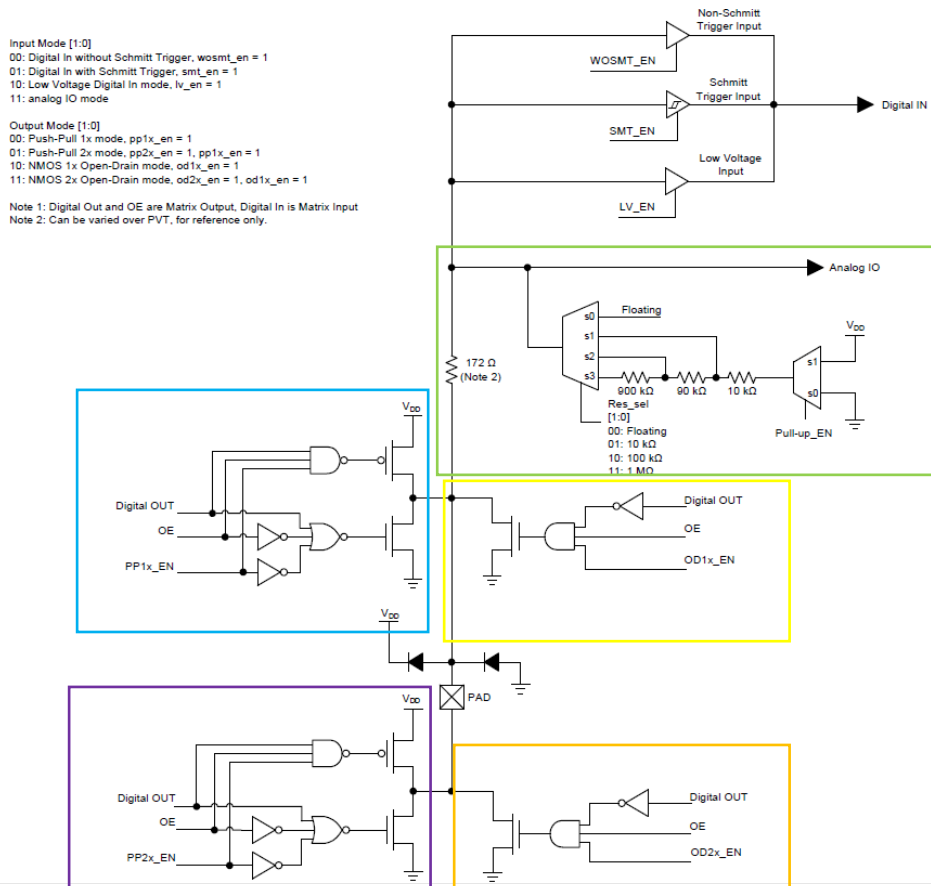 Input Mode [1:0]
00: Digital In without Schmitt Trigger, wosmt_en = 1
01: Digital In with Schmitt Trigger, smt_en = 1
10: Low Voltage Digital In mode, lv_en = 1
11: analog IO mode
Output Mode [1:0]
00: Push-Pull 1x mode, pp1x_en = 1
01: Push-Pull 2x mode, pp2x_en = 1, pp1x_en = 1
10: NMOS 1x Open-Drain mode, od1x_en = 1
11: NMOS 2x Open-Drain mode, od2x_en = 1, od1x_en = 1
Note 1: Digital Out and OE are Matrix Output, Digital In is Matrix Input
Note 2: Can be varied over PVT, for reference only.
Non-Schmitt
Trigger Input
WOSMT_EN
Schmitt
Trigger Input
Digital IN
SMT_EN
Low Voltage
Input
LV_EN
Analog IO
s0
Floating
s1
s2
s3
172 Ω
(Note 2)
900 kΩ
90 kΩ
10 kΩ
VDD
s1
s0
Pull-up_EN
Res_sel
[1:0]
00: Floating
01: 10 kΩ
10: 100 kΩ
11: 1 MΩ
VDD
Digital OUT
OE
PP1x_EN
Digital OUT
OE
OD1x_EN
VDD
PAD
VDD
Digital OUT
OE
PP2x_EN
Digital OUT
OE
OD2x_EN